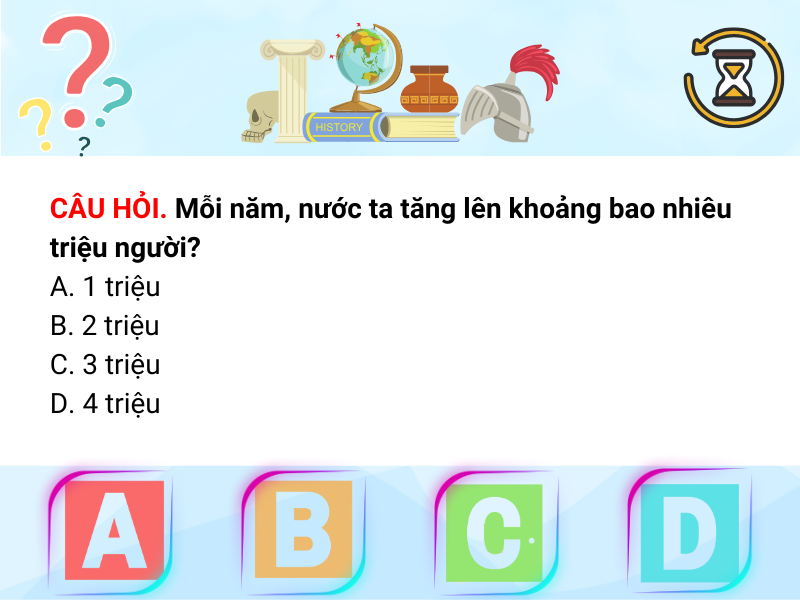 ?
?
?
?
HISTORY
CÂU HỎI. Mỗi năm, nước ta tăng lên khoảng bao nhiêu
triệu người?
A. 1 triệu
B. 2 triệu
C. 3 triệu
D. 4 triệu
A B C D